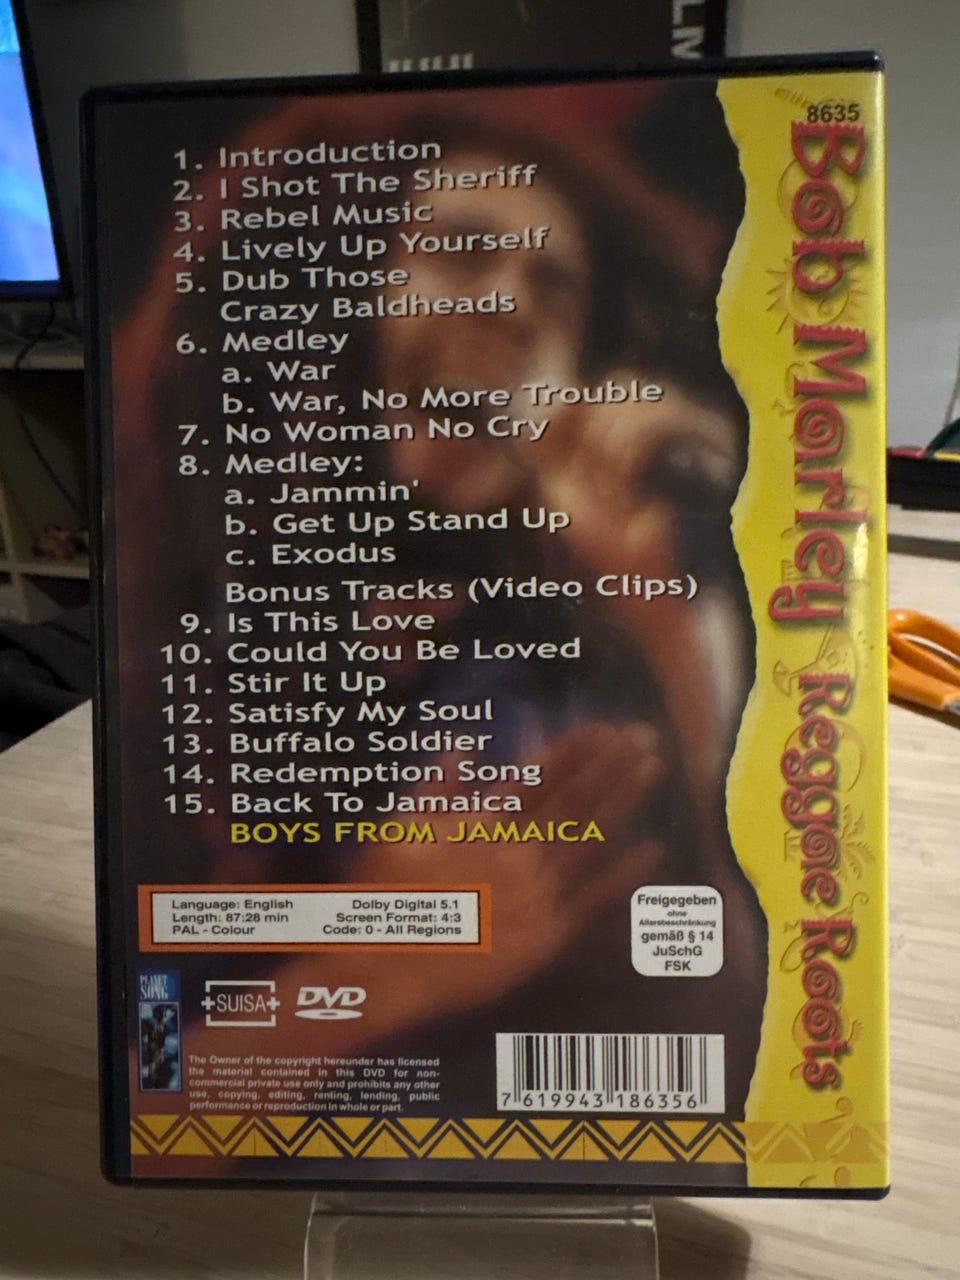 1. Introduction
2. I Shot The Sheriff
3. Rebel Music
4. Lively Up Yourself
5. Dub Those
Crazy Baldheads
6. Medley
a. War
b. War, No More Trouble
7. No Woman No Cry
8. Medley:
a. Jammin'
b. Get Up Stand Up
c. Exodus
Bonus Tracks (Video Clips)
9. Is This Love
10. Could You Be Loved
11. Stir It Up
12. Satisfy My Soul
13. Buffalo Soldier
14. Redemption Song
15. Back To Jamaica
BOYS FROM JAMAICA
Language: English
Length: 87:28 min
PAL - Colour
Dolby Digital 5.1
Screen Format: 4:3
Code: 0 - All Regions
Freigegeben
ohne
Altersbeschränkung
gemäß § 14
JuSchG
FSK
PLANET
SONG
SUISA
DVD
The Owner of the copyright hereunder has licensed
the material contained in this DVD for non-
commercial private use only and prohibits any other
use, copying, editing, renting, lending, public
performance or reproduction in whole or part.
7 619943 186356
8635
Bob Marley Reggae Roots